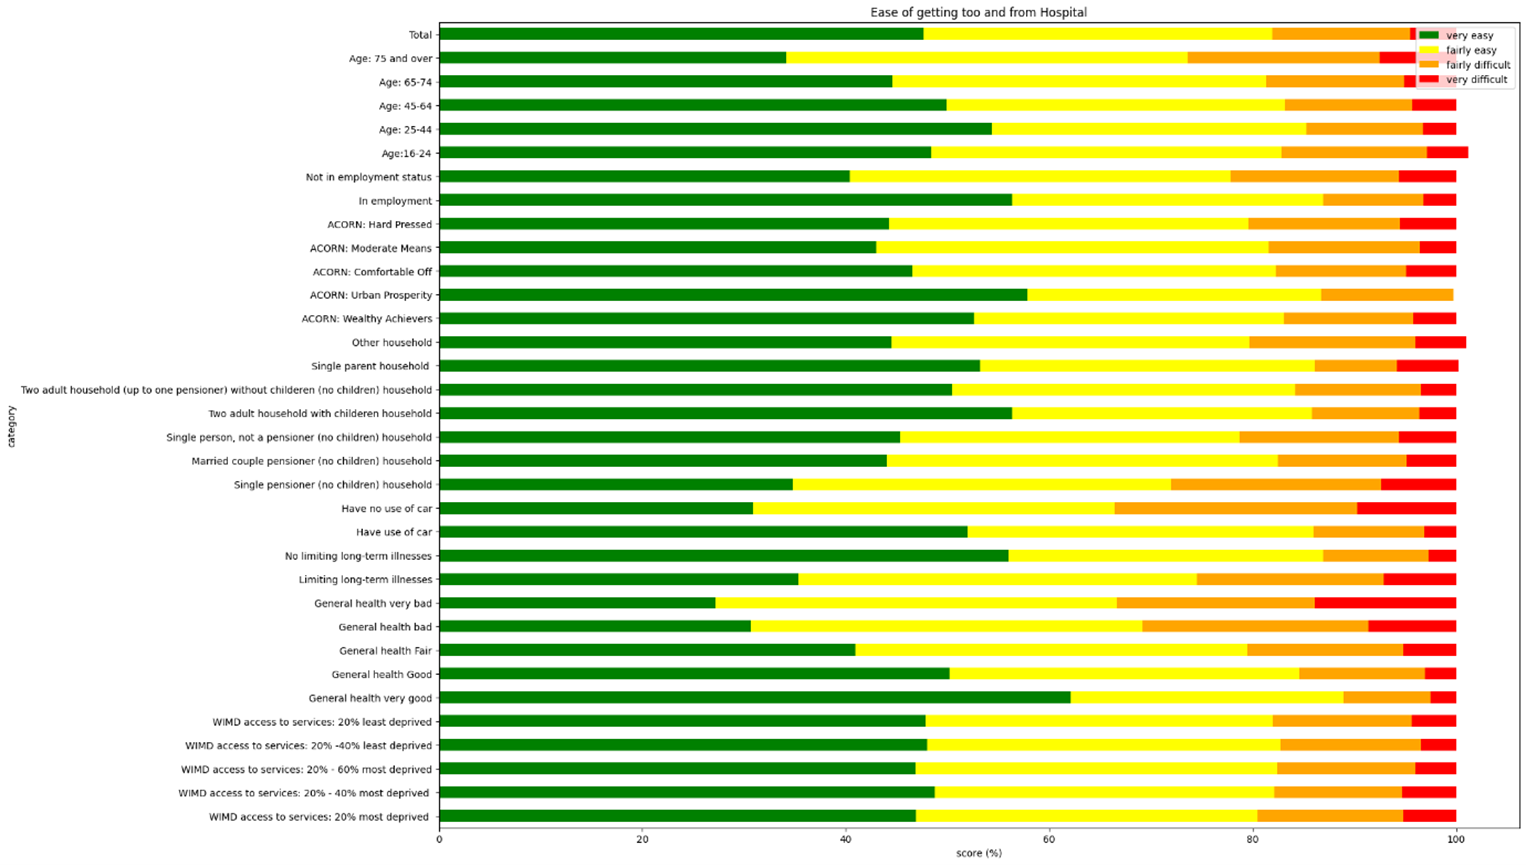 Ease of getting too and from Hospital
very easy
fairly easy
fairly difficult
very difficult
Total
Age: 75 and over
Age: 65-74
Age: 45-64
Age: 25-44
Age:16-24
Not in employment status
In employment
ACORN: Hard Pressed
ACORN: Moderate Means
ACORN: Comfortable Off
ACORN: Urban Prosperity
ACORN: Wealthy Achievers
Other household
Single parent household
Two adult household (up to one pensioner) without childeren (no children) household
Two adult household with childeren household
Single person, not a pensioner (no children) household
Married couple pensioner (no children) household
Single pensioner (no children) household
Have no use of car
Have use of car
No limiting long-term illnesses
Limiting long-term illnesses
General health very bad
General health bad
General health Fair
General health Good
General health very good
WIMD access to services: 20% least deprived
WIMD access to services: 20% -40% least deprived
WIMD access to services: 20% - 60% most deprived
WIMD access to services: 20% - 40% most deprived
WIMD access to services: 20% most deprived
category
0 20 40 60 80 100
score (%)